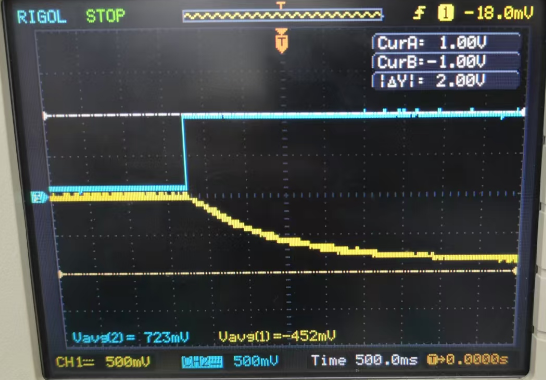 RIGOL STOP T 1 -18.0mV
T
CurA: 1.00V
CurB:-1.00V
|ΔY|: 2.00V
Vavg(2)= 723mV Vavg(1)=-452mV
CH1 500mV CH2 500mV Time 500.0ms T→0.0000s